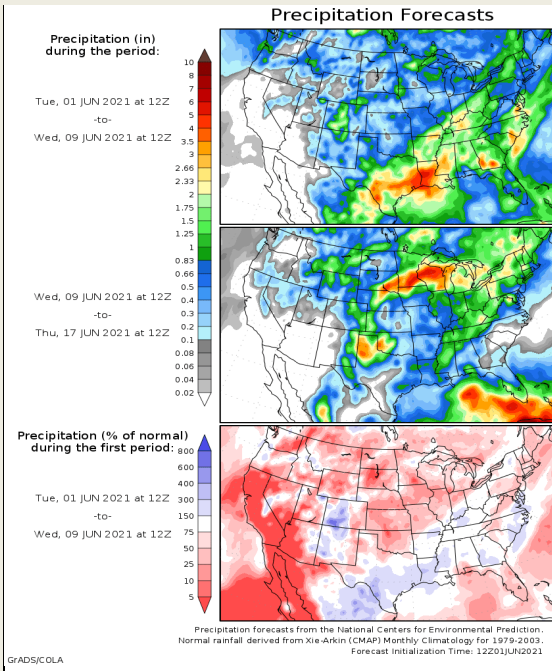 Precipitation Forecasts
Precipitation (in)
during the period:
Tue, 01 JUN 2021 at 12Z
-to-
Wed, 09 JUN 2021 at 12Z
10
8
7
6
5
4
3.5
3
2.66
2.33
2
1.75
1.5
1.25
1
0.83
0.66
0.5
0.4
0.3
0.2
0.1
0.08
0.06
0.04
0.02
Wed, 09 JUN 2021 at 12Z
-to-
Thu, 17 JUN 2021 at 12Z
Precipitation (% of normal)
during the first period:
Tue, 01 JUN 2021 at 12Z
-to-
Wed, 09 JUN 2021 at 12Z
800
600
400
300
150
75
50
25
10
5
Precipitation forecasts from the National Centers for Environmental Prediction.
Normal rainfall derived from Xie-Arkin (CMAP) Monthly Climatology for 1979-2003.
Forecast Initialization Time: 12Z01JUN2021
GrADS/COLA